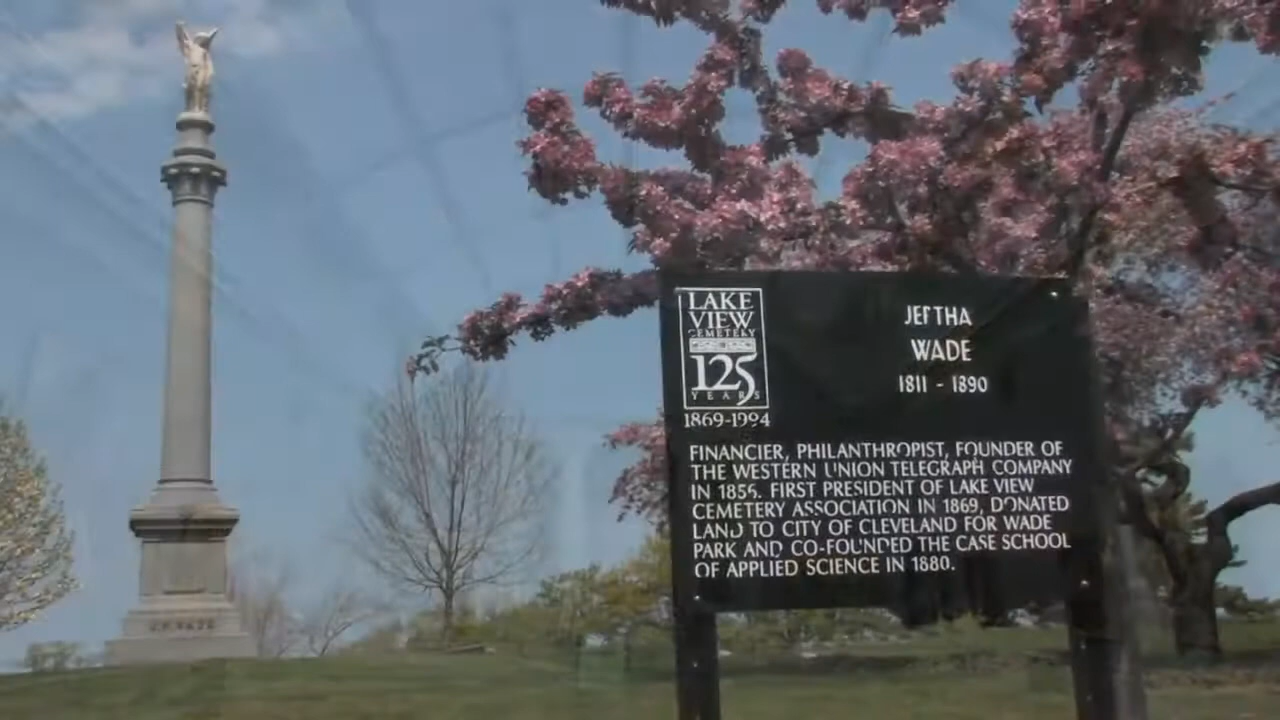 LAKE
VIEW
CEMETERY
125
YEARS
1869-1994
JEPTHA
WADE
1811 - 1890
FINANCIER, PHILANTHROPIST, FOUNDER OF
THE WESTERN UNION TELEGRAPH COMPANY
IN 1856. FIRST PRESIDENT OF LAKE VIEW
CEMETERY ASSOCIATION IN 1869, DONATED
LAND TO CITY OF CLEVELAND FOR WADE
PARK AND CO-FOUNDED THE CASE SCHOOL
OF APPLIED SCIENCE IN 1880.